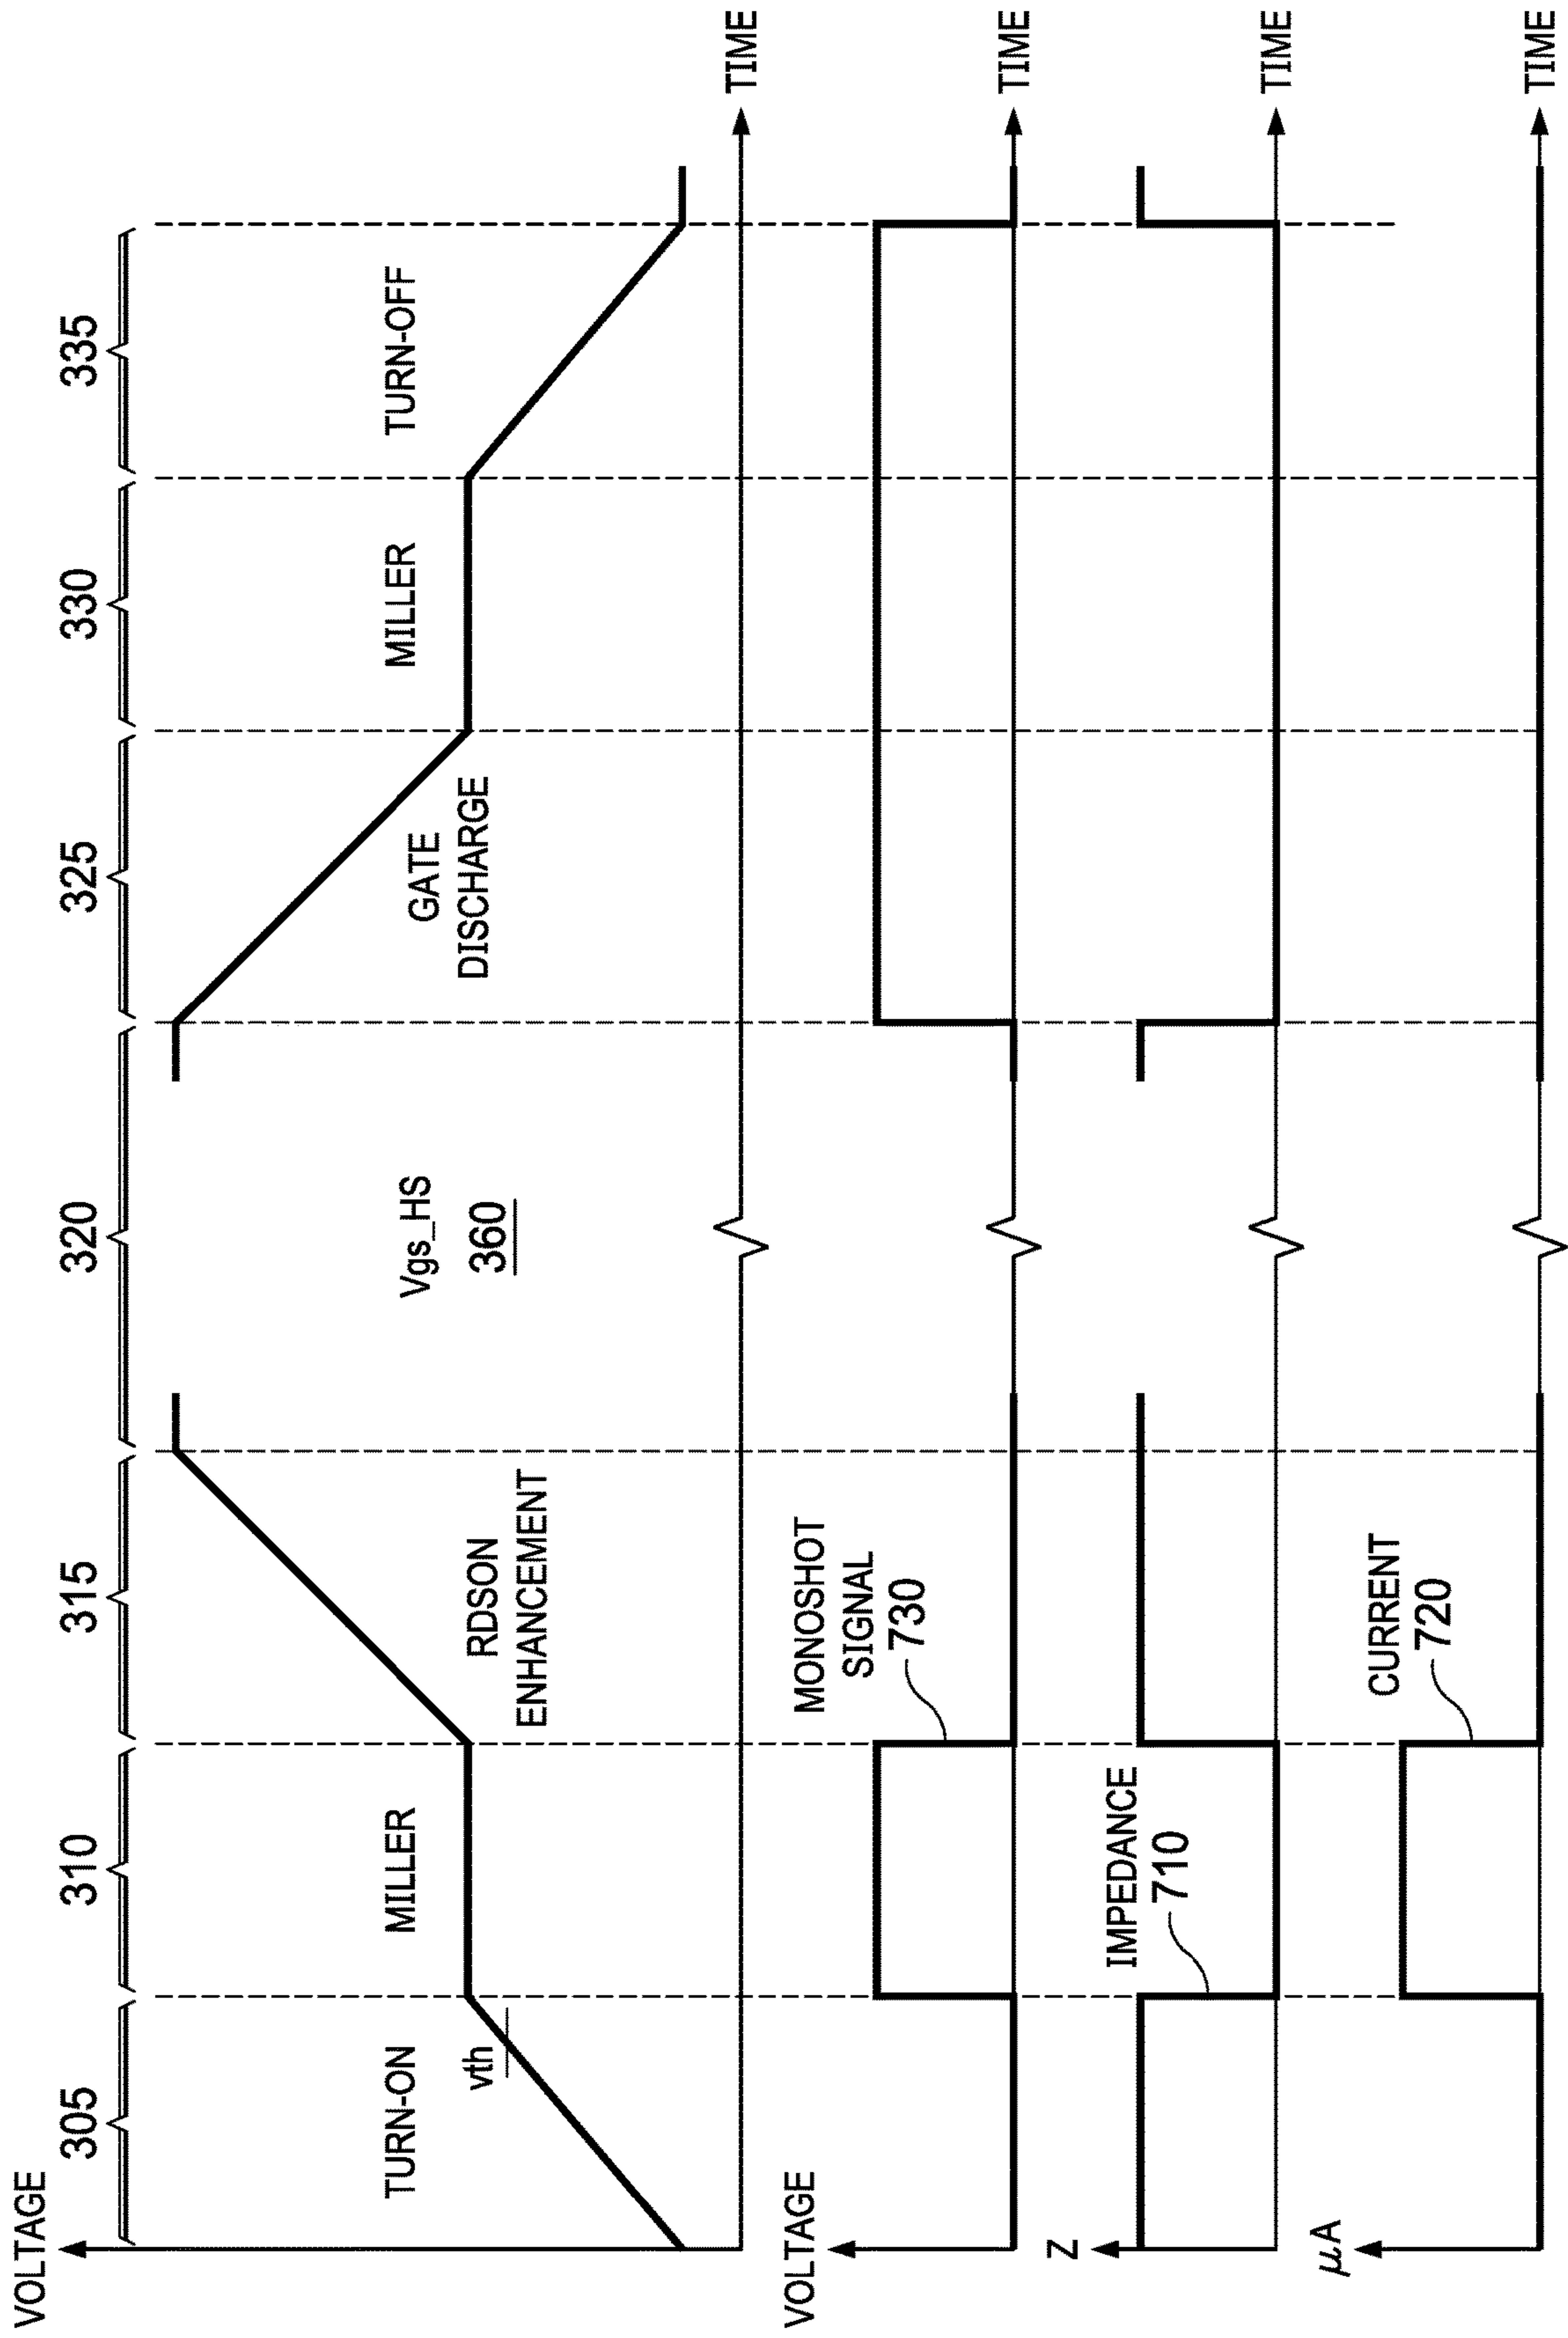 VOLTAGE
305
310
315
320
325
330
335
TURN-ON
MILLER
RDSON
ENHANCEMENT
Vgs_HS
360
GATE
DISCHARGE
MILLER
TURN-OFF
vth
TIME
VOLTAGE
MONOSHOT
SIGNAL
730
TIME
Z
IMPEDANCE
710
TIME
μA
CURRENT
720
TIME